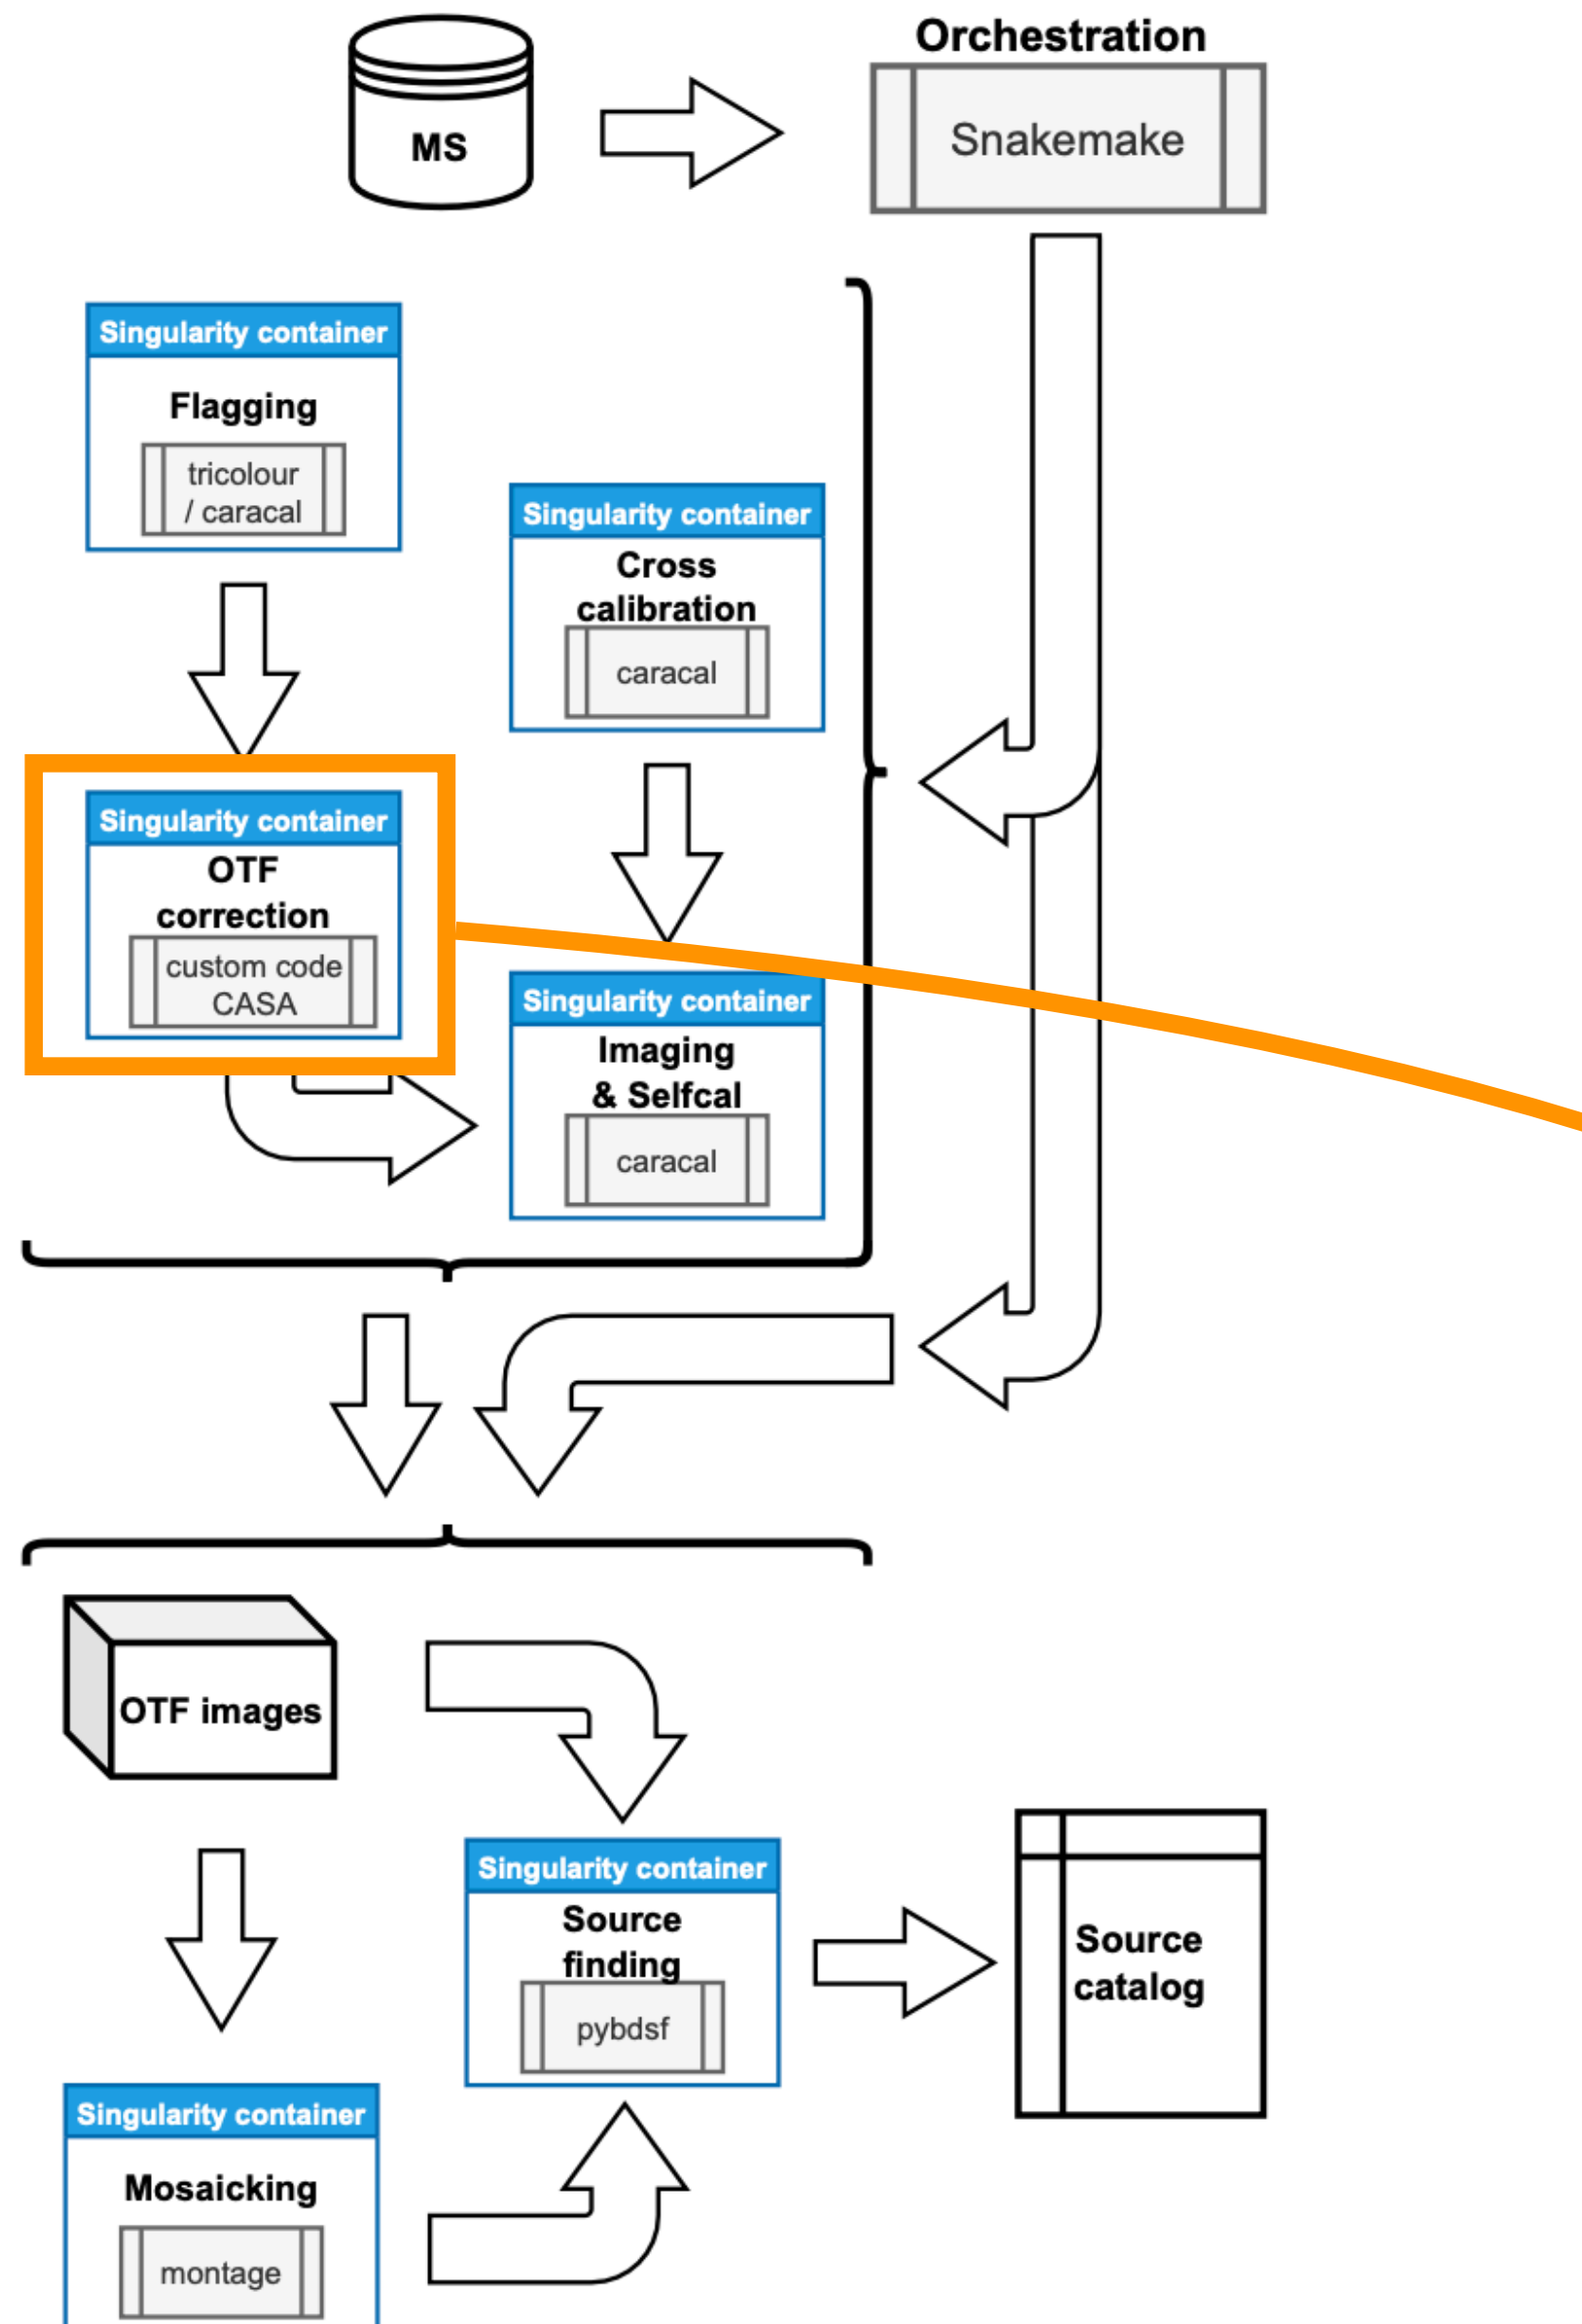 Orchestration
MS
Snakemake
Singularity container
Flagging
tricolour
/ caracal
Singularity container
Cross
calibration
caracal
Singularity container
OTF
correction
custom code
CASA
Singularity container
Imaging
& Selfcal
caracal
OTF images
Singularity container
Source
finding
pybdsf
Source
catalog
Singularity container
Mosaicking
montage